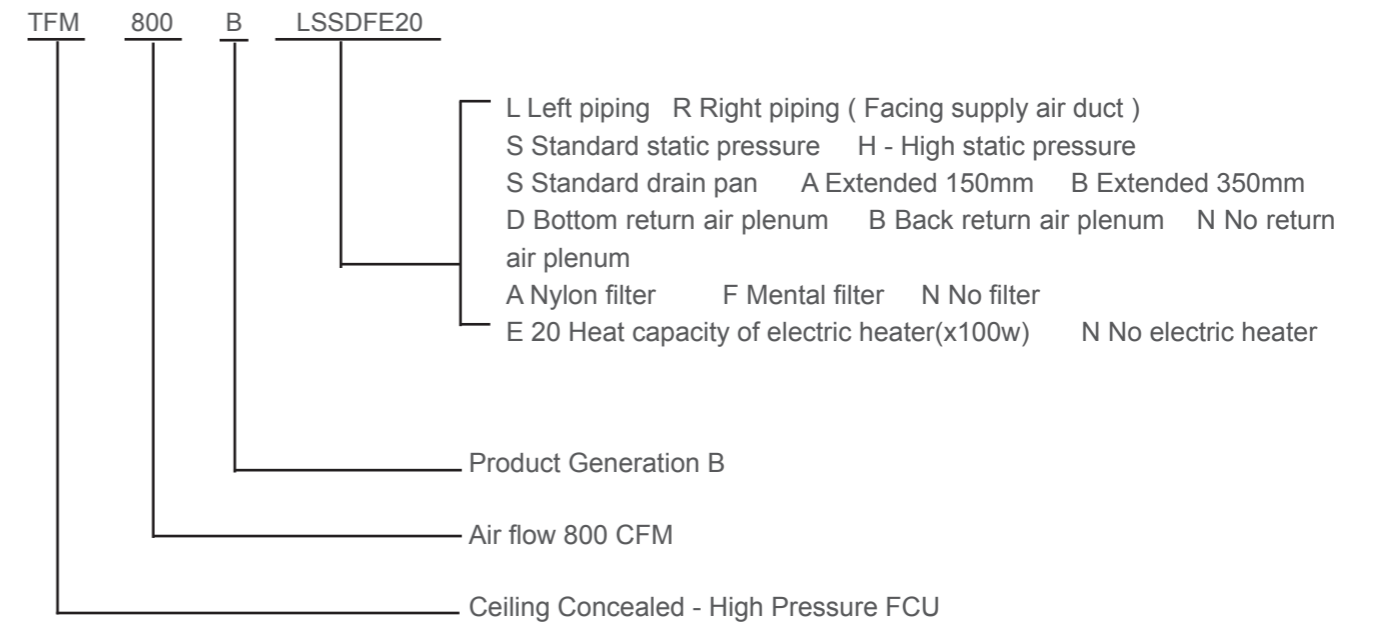 TFM 800 B LSSDFE20
L Left piping R Right piping ( Facing supply air duct )
S Standard static pressure H - High static pressure
S Standard drain pan A Extended 150mm B Extended 350mm
D Bottom return air plenum B Back return air plenum N No return
air plenum
A Nylon filter F Mental filter N No filter
E 20 Heat capacity of electric heater(x100w) N No electric heater
Product Generation B
Air flow 800 CFM
Ceiling Concealed - High Pressure FCU